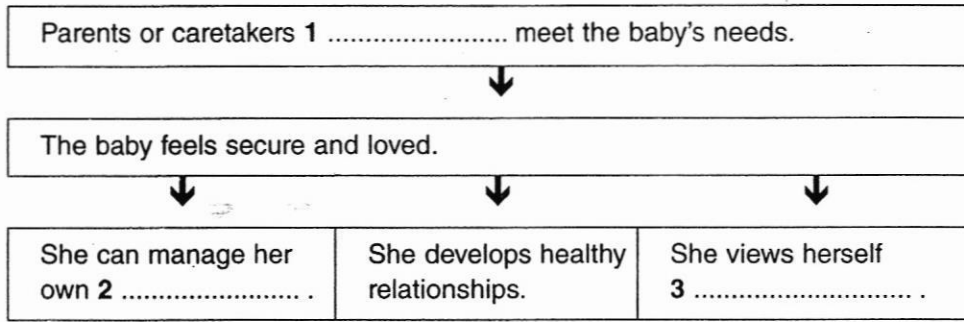 Parents or caretakers 1 ........................ meet the baby's needs.
The baby feels secure and loved.
She can manage her
own 2 ........................ .
She develops healthy
relationships.
She views herself
3 ............................. .